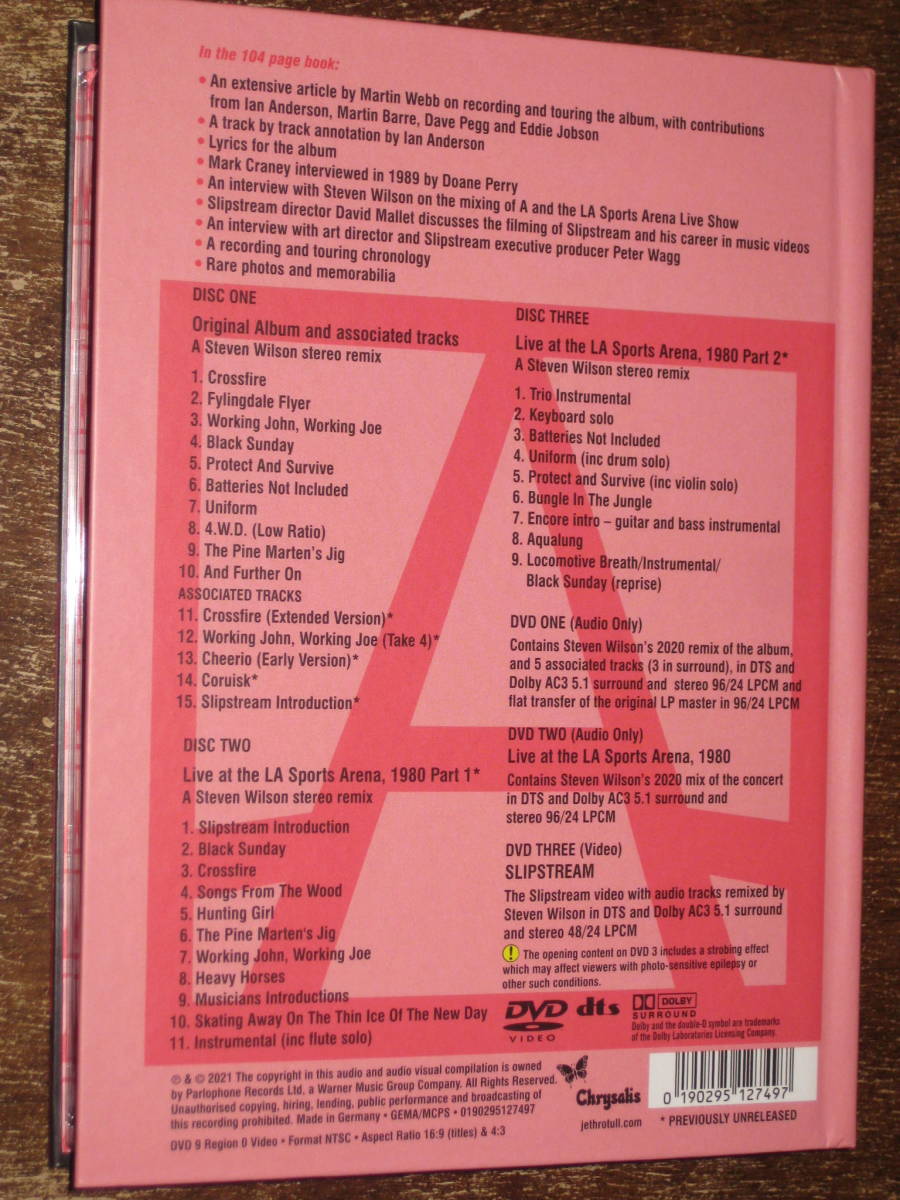 In the 104 page book:
• An extensive article by Martin Webb on recording and touring the album, with contributions
from Ian Anderson, Martin Barre, Dave Pegg and Eddie Jobson
• A track by track annotation by Ian Anderson
• Lyrics for the album
• Mark Craney interviewed in 1989 by Doane Perry
• An interview with Steven Wilson on the mixing of A and the LA Sports Arena Live Show
• Slipstream director David Mallet discusses the filming of Slipstream and his career in music videos
• An interview with art director and Slipstream executive producer Peter Wagg
• A recording and touring chronology
• Rare photos and memorabilia
DISC ONE
Original Album and associated tracks
A Steven Wilson stereo remix
1. Crossfire
2. Fylingdale Flyer
3. Working John, Working Joe
4. Black Sunday
5. Protect And Survive
6. Batteries Not Included
7. Uniform
8. 4.W.D. (Low Ratio)
9. The Pine Marten's Jig
10. And Further On
ASSOCIATED TRACKS
11. Crossfire (Extended Version)*
12. Working John, Working Joe (Take 4)*
13. Cheerio (Early Version)*
14. Coruisk*
15. Slipstream Introduction*
DISC TWO
Live at the LA Sports Arena, 1980 Part 1*
A Steven Wilson stereo remix
1. Slipstream Introduction
2. Black Sunday
3. Crossfire
4. Songs From The Wood
5. Hunting Girl
6. The Pine Marten's Jig
7. Working John, Working Joe
8. Heavy Horses
9. Musicians Introductions
10. Skating Away On The Thin Ice Of The New Day
11. Instrumental (inc flute solo)
DISC THREE
Live at the LA Sports Arena, 1980 Part 2*
A Steven Wilson stereo remix
1. Trio Instrumental
2. Keyboard solo
3. Batteries Not Included
4. Uniform (inc drum solo)
5. Protect and Survive (inc violin solo)
6. Bungle In The Jungle
7. Encore intro – guitar and bass instrumental
8. Aqualung
9. Locomotive Breath/Instrumental/
Black Sunday (reprise)
DVD ONE (Audio Only)
Contains Steven Wilson's 2020 remix of the album,
and 5 associated tracks (3 in surround), in DTS and
Dolby AC3 5.1 surround and stereo 96/24 LPCM and
flat transfer of the original LP master in 96/24 LPCM
DVD TWO (Audio Only)
Live at the LA Sports Arena, 1980
Contains Steven Wilson's 2020 mix of the concert
in DTS and Dolby AC3 5.1 surround and
stereo 96/24 LPCM
DVD THREE (Video)
SLIPSTREAM
The Slipstream video with audio tracks remixed by
Steven Wilson in DTS and Dolby AC3 5.1 surround
and stereo 48/24 LPCM
! The opening content on DVD 3 includes a strobing effect
which may affect viewers with photo-sensitive epilepsy or
other such conditions.
DVD VIDEO dts DOLBY SURROUND
Dolby and the double-D symbol are trademarks
of the Dolby Laboratories Licensing Company.
℗ & © 2021 The copyright in this audio and audio visual compilation is owned
by Parlophone Records Ltd. a Warner Music Group Company. All Rights Reserved.
Unauthorised copying, hiring, lending, public performance and broadcasting of
this recording prohibited. Made in Germany • GEMA/MCPS • 0190295127497
DVD 9 Region 0 Video • Format NTSC • Aspect Ratio 16:9 (titles) & 4:3
Chrysalis
jethrotull.com
0 190295 127497
* PREVIOUSLY UNRELEASED